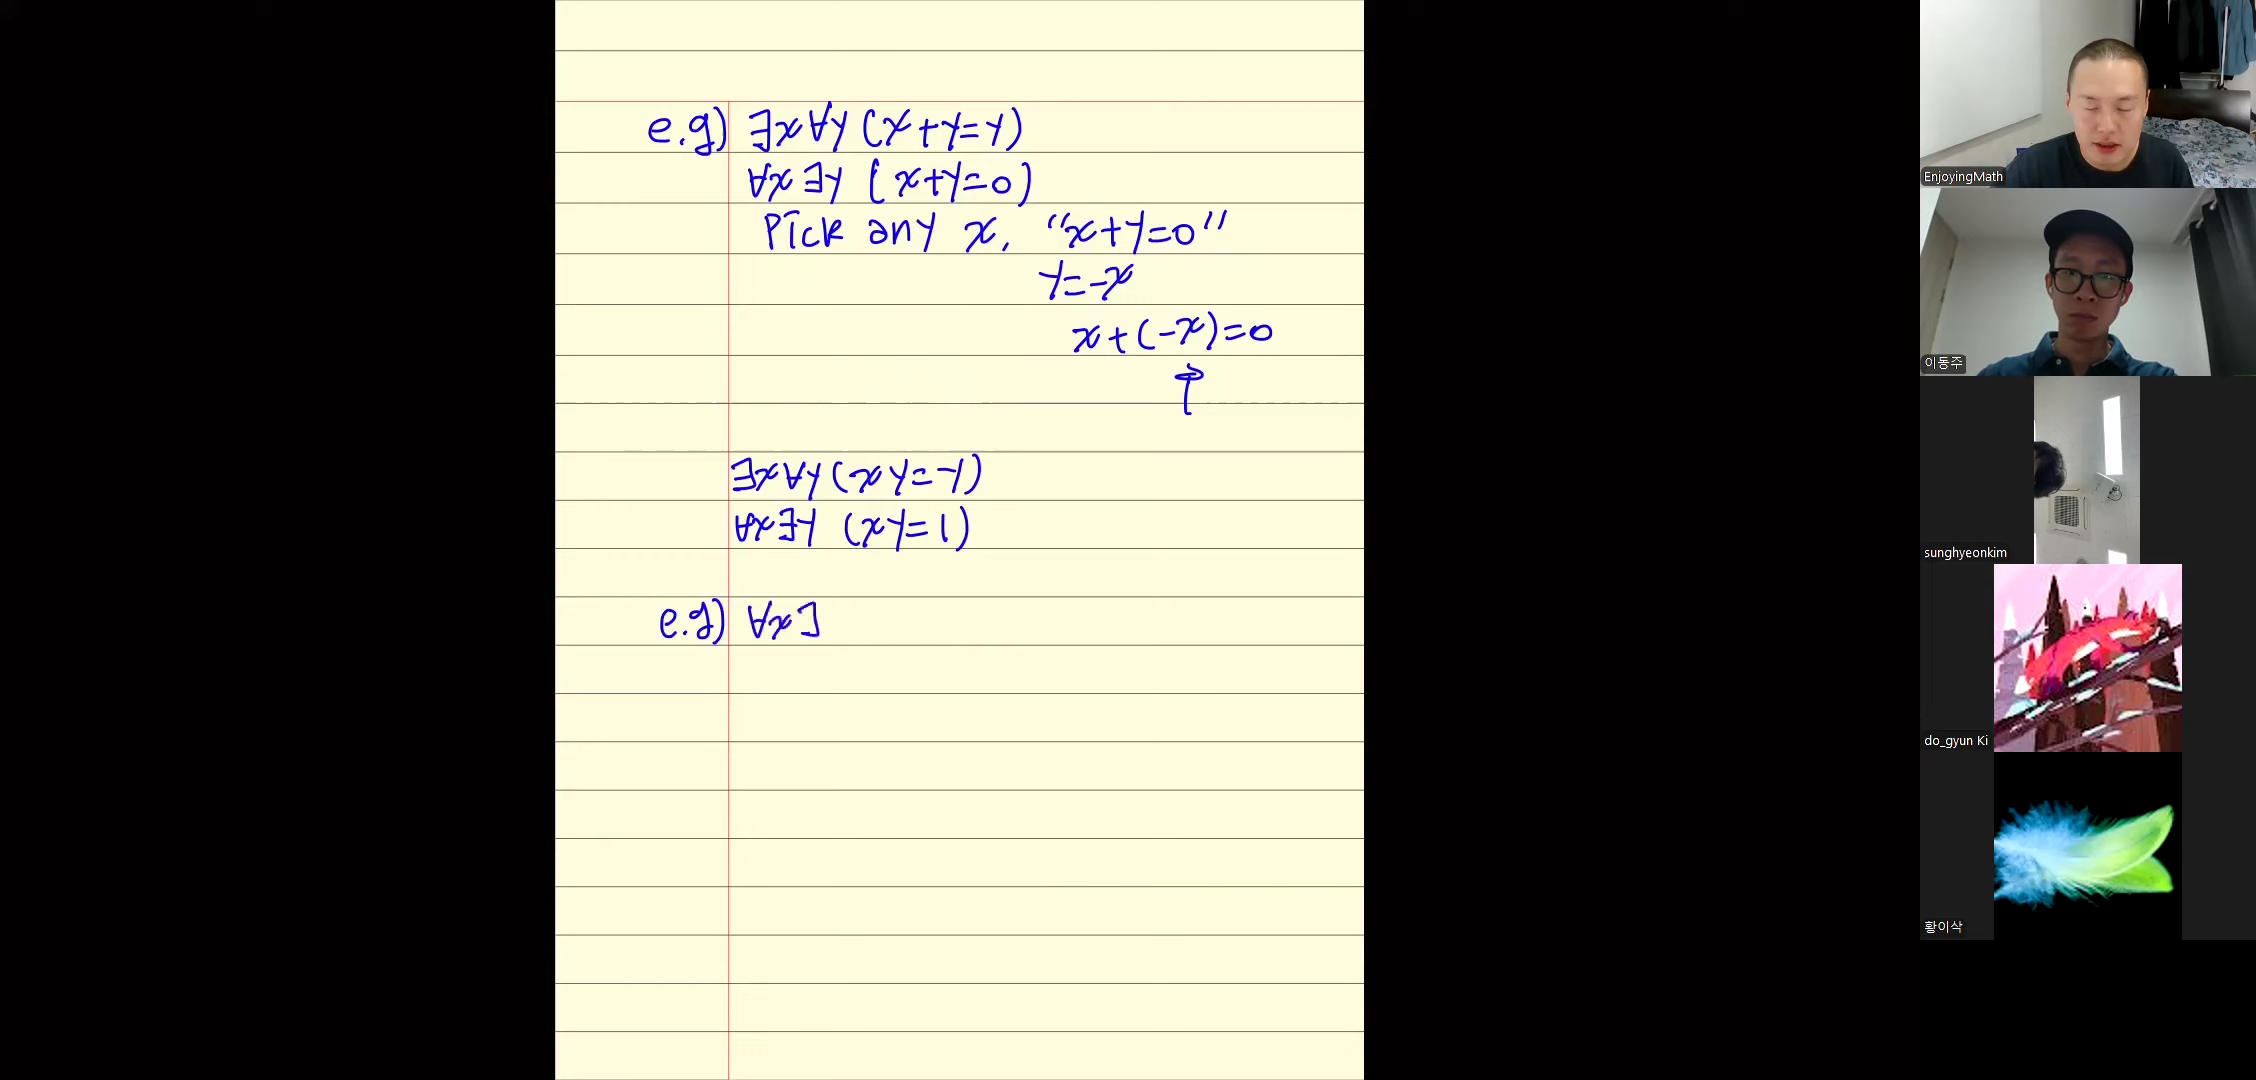 e.g) ∃x∀y (x+y=y)
∀x∃y (x+y=0)
Pick any x, "x+y=0"
y=-x
x+(-x)=0
∃x∀y (xy=-y)
∀x∃y (xy=1)
e.g) ∀x∃
EnjoyingMath
이동주
sunghyeonkim
do_gyun Ki
황이삭